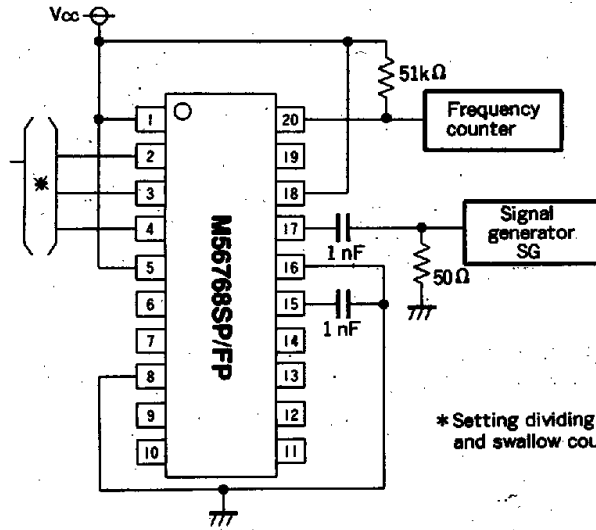 Vcc
51kΩ
Frequency
counter
1
2
3
4
5
6
7
8
9
10
20
19
18
17
16
15
14
13
12
11
*
M56768SP/FP
1 nF
1 nF
50Ω
Signal
generator
SG
* Setting dividing
and swallow cou